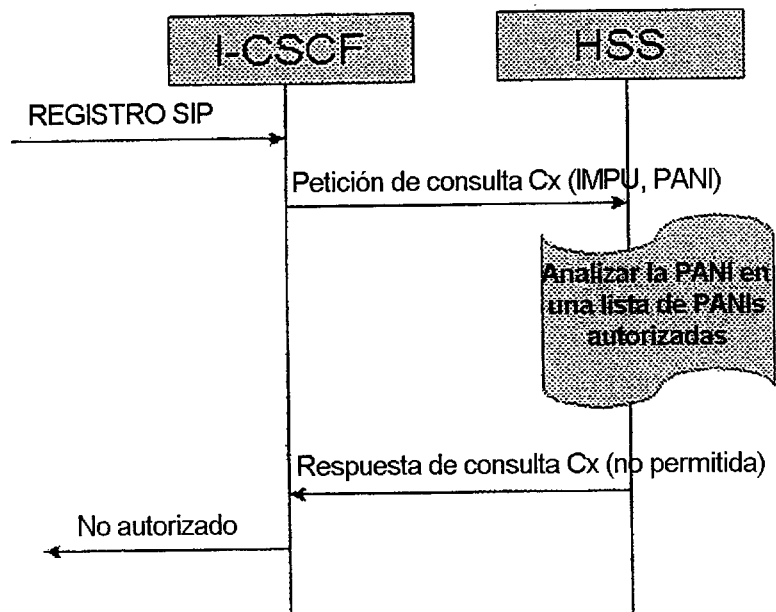 I-CSCF
HSS
REGISTRO SIP
Petición de consulta Cx (IMPU, PANI)
Analizar la PANI en
una lista de PANIs
autorizadas
Respuesta de consulta Cx (no permitida)
No autorizado